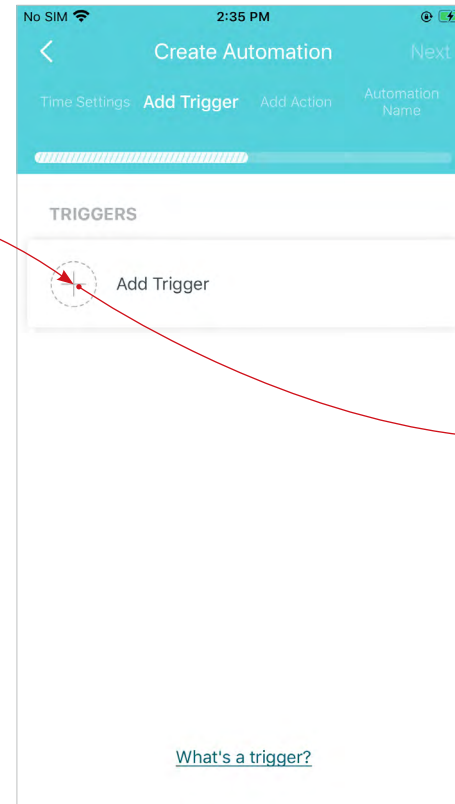 No SIM 2:35 PM
Create Automation Next
Time Settings Add Trigger Add Action Automation Name
TRIGGERS
Add Trigger
What's a trigger?